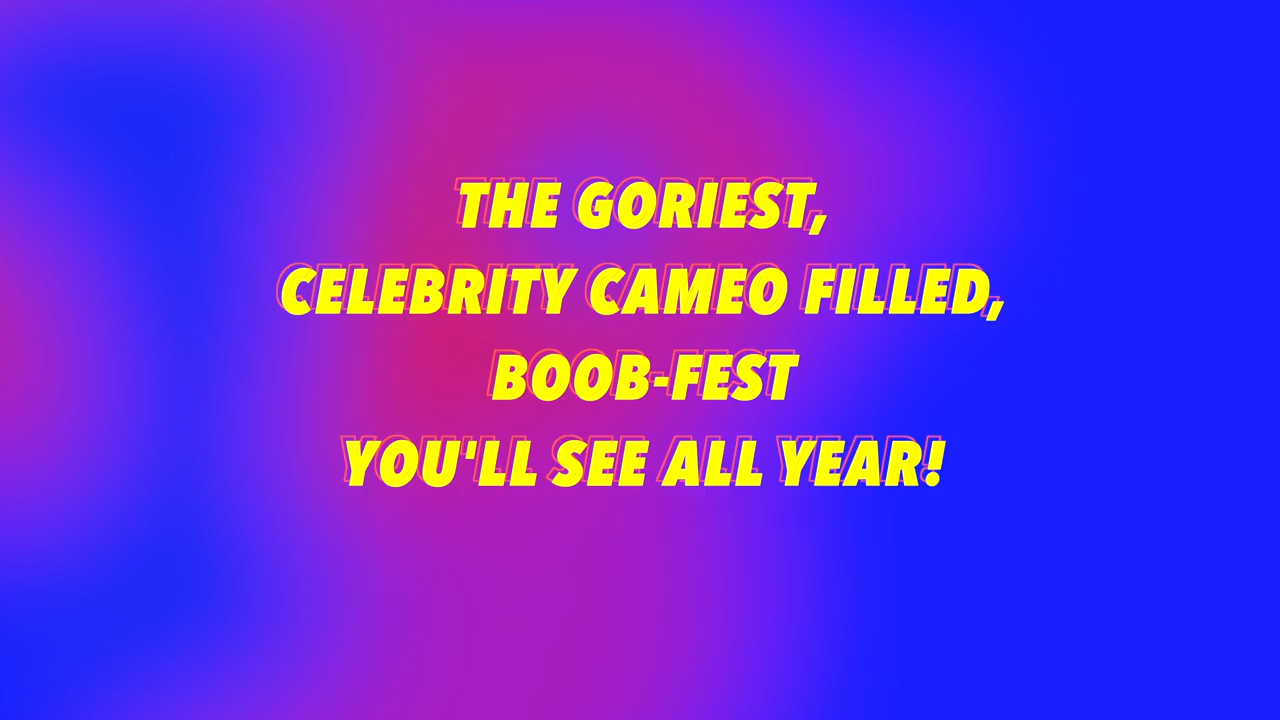 THE GORIEST,
CELEBRITY CAMEO FILLED,
BOOB-FEST
YOU'LL SEE ALL YEAR!